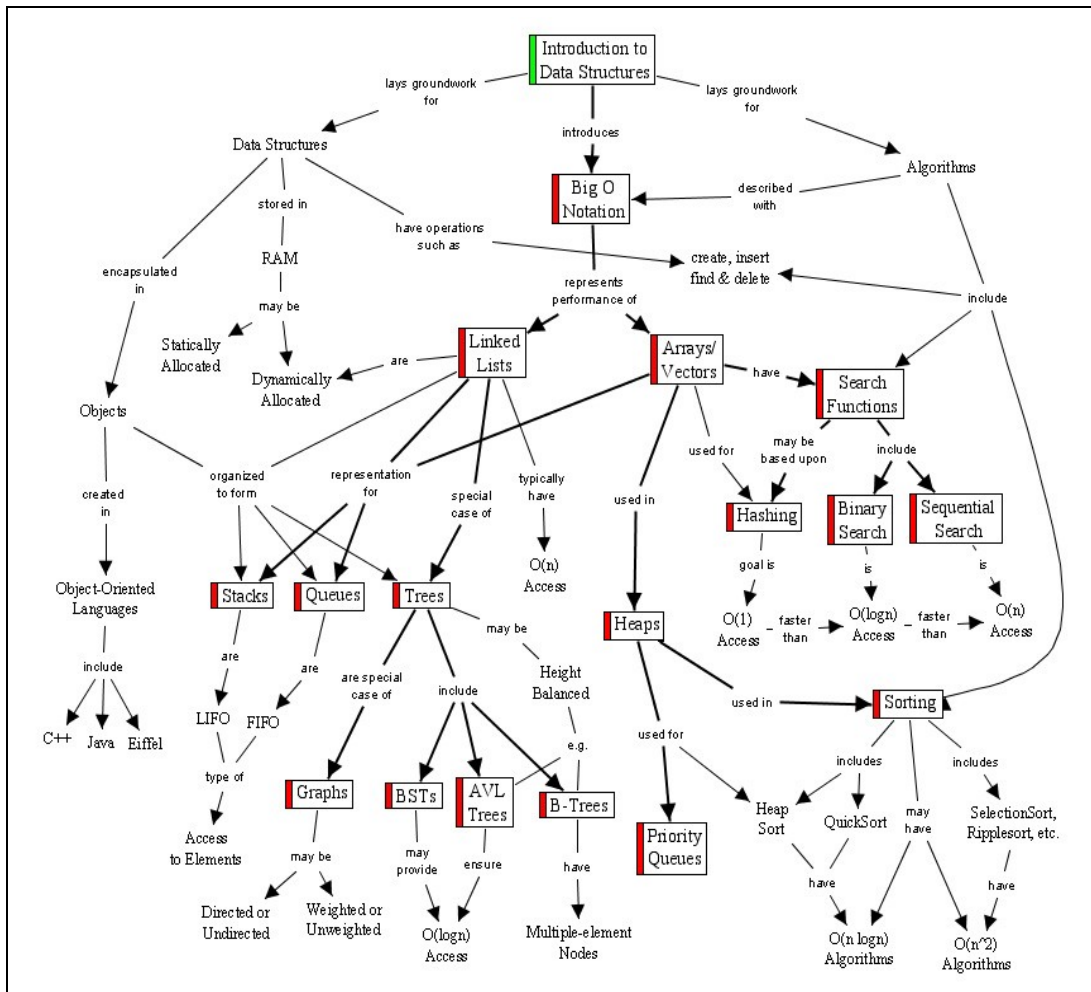 Introduction to
Data Structures
lays groundwork
for
lays groundwork
for
introduces
Data Structures
Algorithms
Big O
Notation
described
with
stored in
have operations
such as
RAM
create, insert
find & delete
encapsulated
in
may be
represents
performance of
include
Statically
Allocated
Linked
Lists
Arrays/
Vectors
are
have
Search
Functions
Dynamically
Allocated
Objects
may be
based upon
include
organized
to form
representation
for
special
case of
typically
have
used for
created
in
used in
Hashing
Binary
Search
Sequential
Search
O(n)
Access
goal is
is
is
Object-Oriented
Languages
Stacks
Queues
Trees
O(1)
Access
faster
than
O(logn)
Access
faster
than
O(n)
Access
Heaps
may be
include
are
are
are special
case of
include
Height
Balanced
used in
Sorting
C++
Java
Eiffel
LIFO
FIFO
used for
e.g.
includes
includes
type of
Graphs
BSTs
AVL
Trees
B-Trees
Heap
Sort
QuickSort
may
have
SelectionSort,
Ripplesort, etc.
Access
to Elements
Priority
Queues
may be
may
provide
ensure
have
have
have
Directed or
Undirected
Weighted or
Unweighted
O(logn)
Access
Multiple-element
Nodes
O(n logn)
Algorithms
O(n^2)
Algorithms